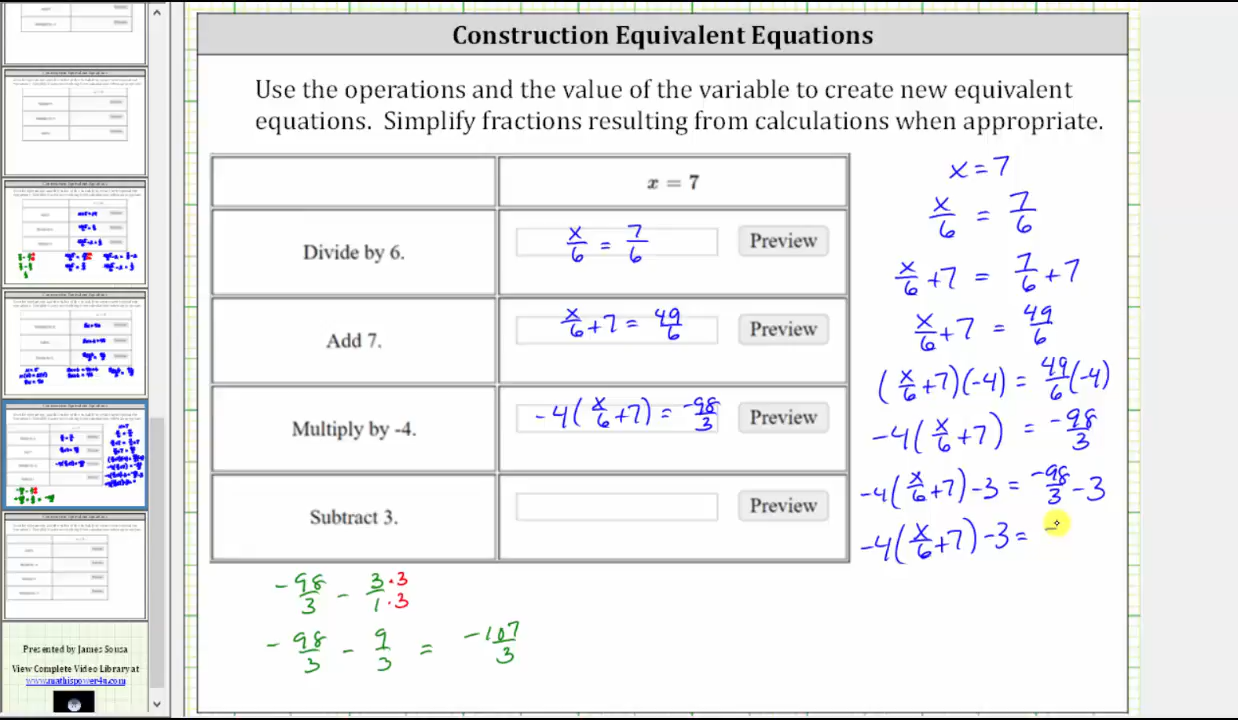 Construction Equivalent Equations
Use the operations and the value of the variable to create new equivalent
equations. Simplify fractions resulting from calculations when appropriate.
x = 7
Divide by 6.
x/6 = 7/6
Preview
Add 7.
x/6 + 7 = 49/6
Preview
Multiply by -4.
-4(x/6 + 7) = -98/3
Preview
Subtract 3.
Preview
x = 7
x/6 = 7/6
x/6 + 7 = 7/6 + 7
x/6 + 7 = 49/6
(x/6 + 7)(-4) = 49/6 (-4)
-4(x/6 + 7) = -98/3
-4(x/6 + 7) - 3 = -98/3 - 3
-4(x/6 + 7) - 3 = -
-98/3 - 3/1 ·3 ·3
-98/3 - 9/3 = -107/3
Presented by James Sousa
View Complete Video Library at
www.mathispower4u.com